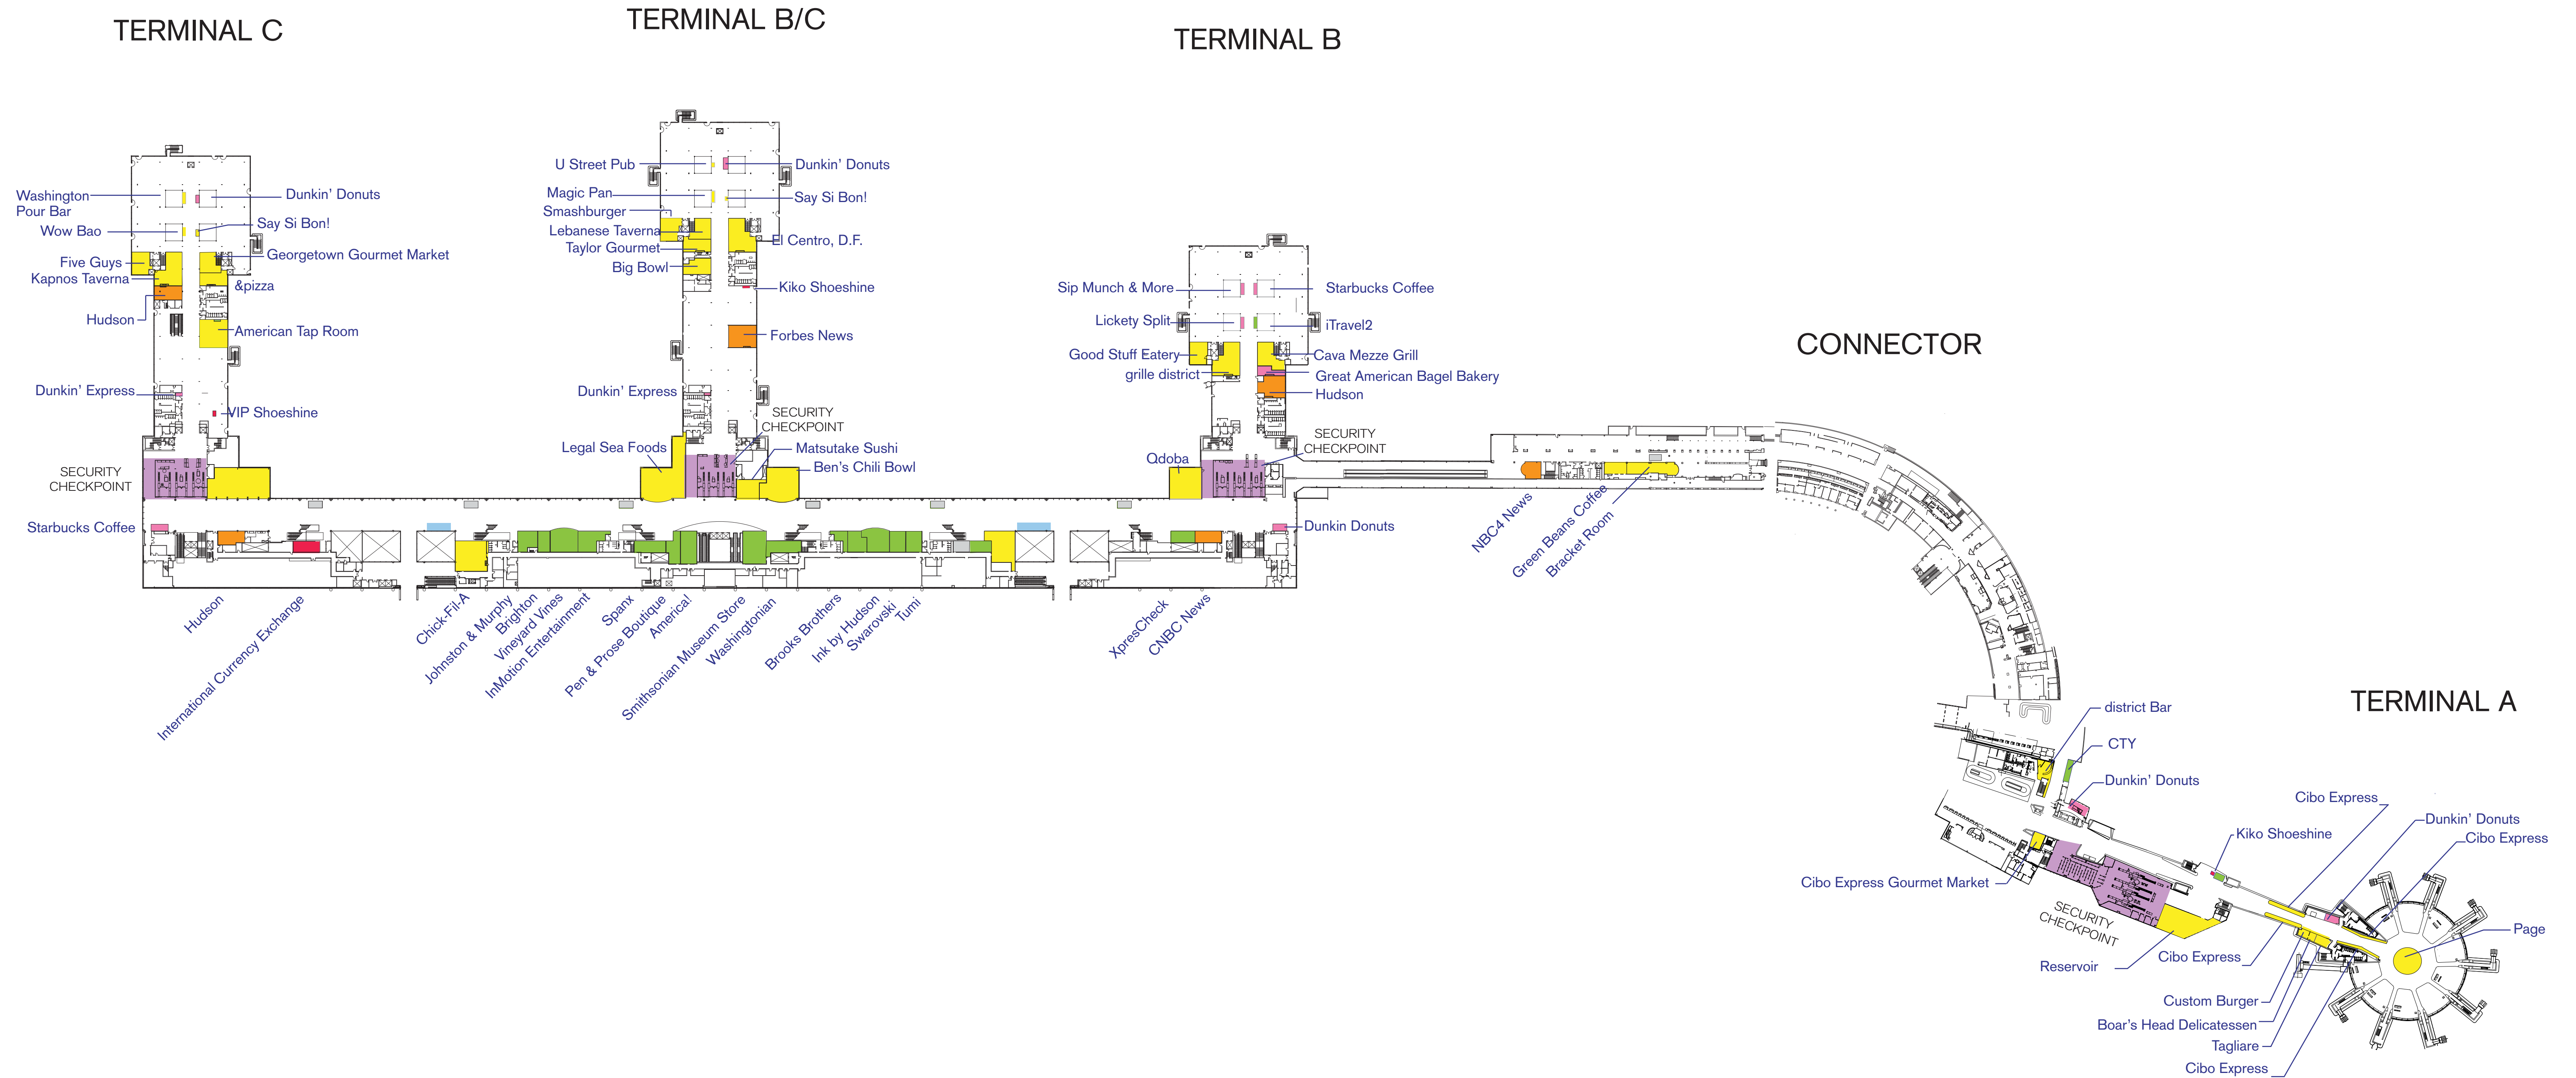 TERMINAL C
Washington
Pour Bar
Wow Bao
Five Guys
Kapnos Taverna
Hudson
Dunkin' Express
SECURITY
CHECKPOINT
Starbucks Coffee
Dunkin' Donuts
Say Si Bon!
Georgetown Gourmet Market
&pizza
American Tap Room
VIP Shoeshine
Hudson
International Currency Exchange
TERMINAL B/C
U Street Pub
Magic Pan
Smashburger
Lebanese Taverna
Taylor Gourmet
Big Bowl
Dunkin' Express
Legal Sea Foods
Dunkin' Donuts
Say Si Bon!
El Centro, D.F.
Kiko Shoeshine
Forbes News
SECURITY
CHECKPOINT
Matsutake Sushi
Ben's Chili Bowl
Chick-Fil-A
Johnston & Murphy
Brighton
Vineyard Vines
InMotion Entertainment
Spanx
Pen & Prose Boutique
America!
Smithsonian Museum Store
Washingtonian
Brooks Brothers
Ink by Hudson
Swarovski
Tumi
TERMINAL B
Sip Munch & More
Lickety Split
Good Stuff Eatery
grille district
Qdoba
Starbucks Coffee
iTravel2
Cava Mezze Grill
Great American Bagel Bakery
Hudson
SECURITY
CHECKPOINT
Dunkin Donuts
XpresCheck
CNBC News
CONNECTOR
NBC4 News
Green Beans Coffee
Bracket Room
TERMINAL A
district Bar
CTY
Dunkin' Donuts
Cibo Express
Dunkin' Donuts
Kiko Shoeshine
Cibo Express
Cibo Express Gourmet Market
SECURITY
CHECKPOINT
Page
Cibo Express
Reservoir
Custom Burger
Boar's Head Delicatessen
Tagliare
Cibo Express